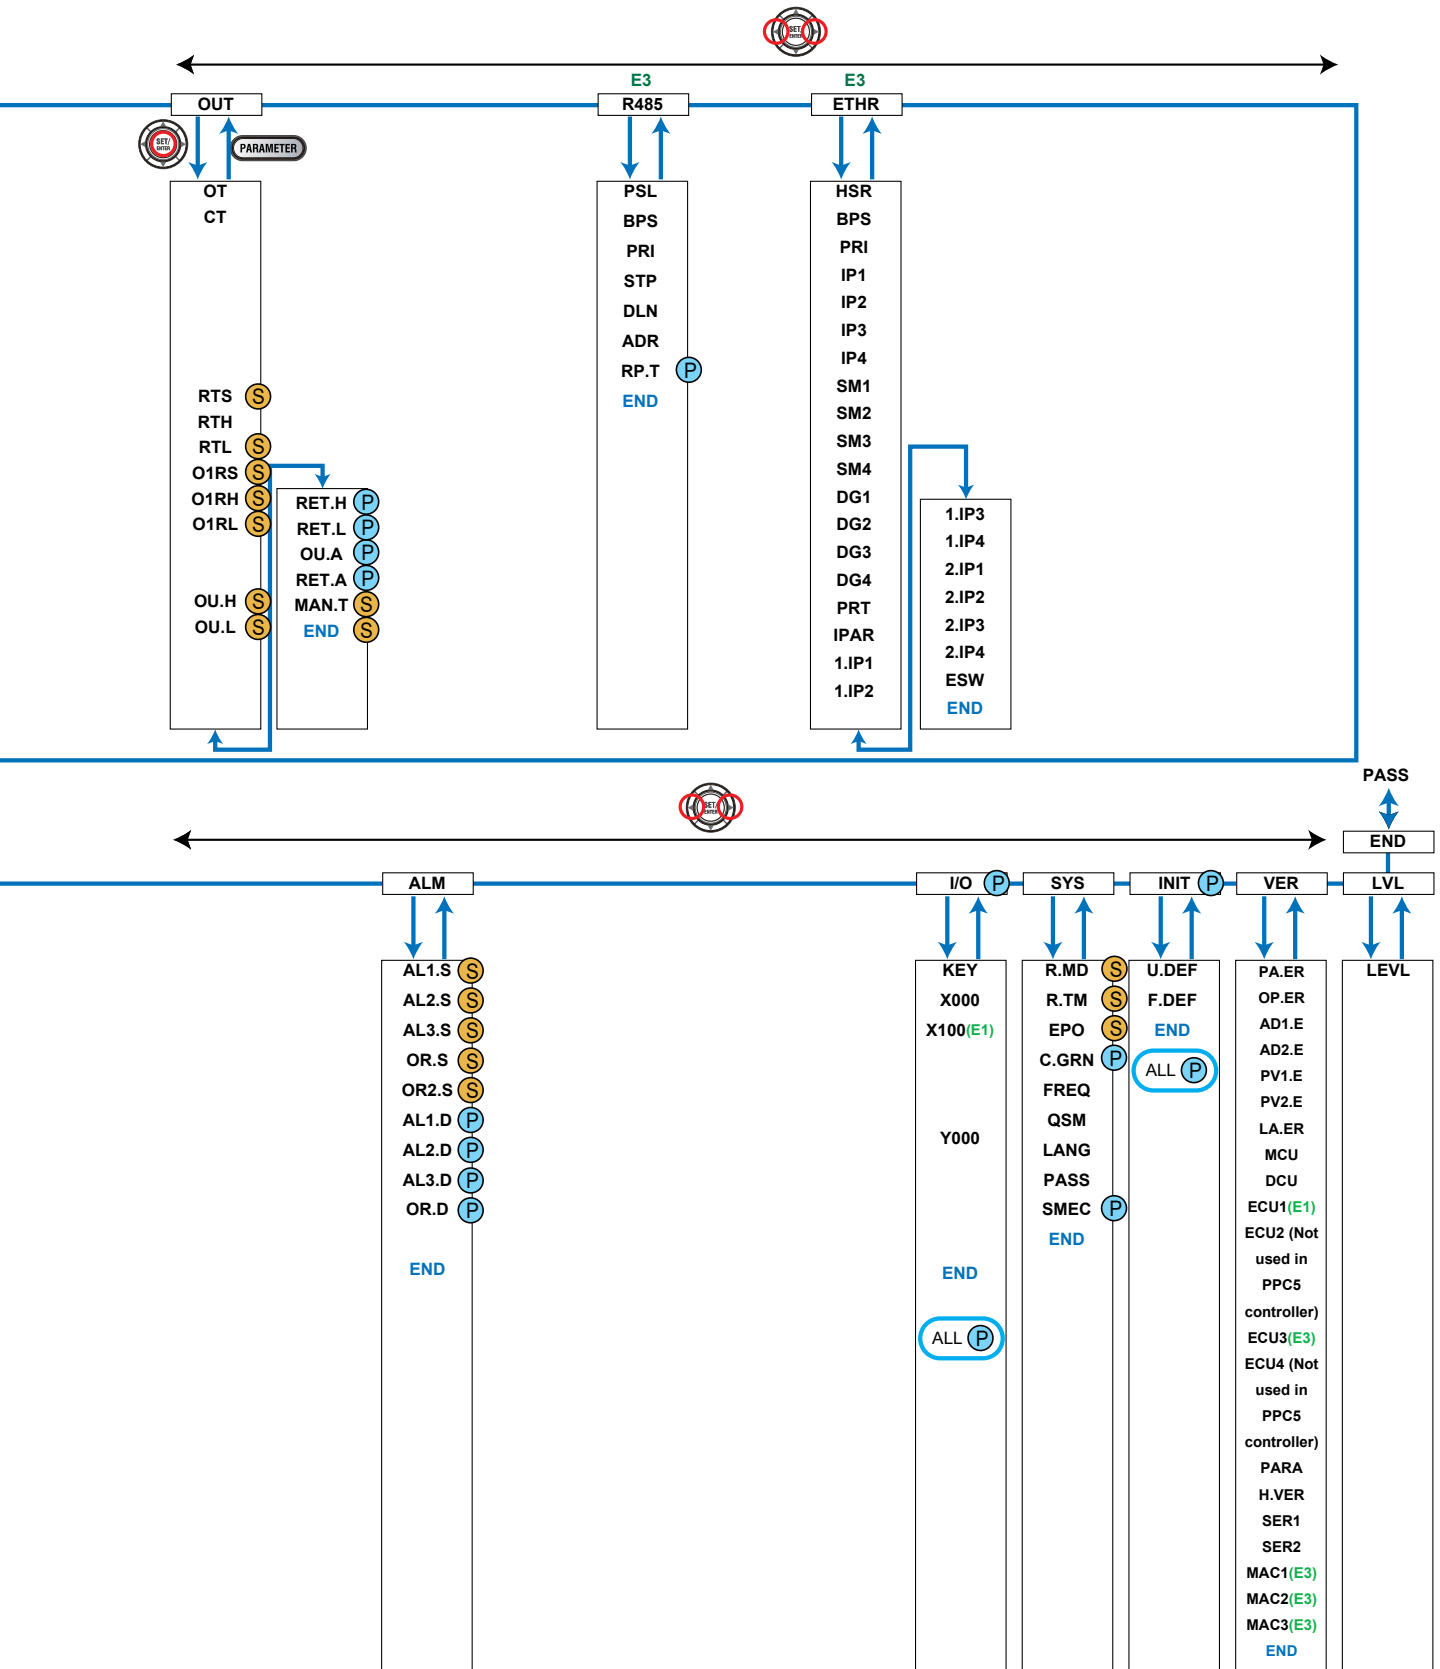 SET/
ENTER
E3
E3
OUT
R485
ETHR
SET/
ENTER
PARAMETER
OT
CT
RTS S
RTH
RTL S
O1RS S
O1RH S
O1RL S
OU.H S
OU.L S
RET.H P
RET.L P
OU.A P
RET.A P
MAN.T S
END S
PSL
BPS
PRI
STP
DLN
ADR
RP.T P
END
HSR
BPS
PRI
IP1
IP2
IP3
IP4
SM1
SM2
SM3
SM4
DG1
DG2
DG3
DG4
PRT
IPAR
1.IP1
1.IP2
1.IP3
1.IP4
2.IP1
2.IP2
2.IP3
2.IP4
ESW
END
PASS
SET/
ENTER
END
ALM
I/O P
SYS
INIT P
VER
LVL
AL1.S S
AL2.S S
AL3.S S
OR.S S
OR2.S S
AL1.D P
AL2.D P
AL3.D P
OR.D P
END
KEY
X000
X100(E1)
Y000
END
ALL P
R.MD S
R.TM S
EPO S
C.GRN P
FREQ
QSM
LANG
PASS
SMEC P
END
U.DEF
F.DEF
END
ALL P
PA.ER
OP.ER
AD1.E
AD2.E
PV1.E
PV2.E
LA.ER
MCU
DCU
ECU1(E1)
ECU2 (Not
used in
PPC5
controller)
ECU3(E3)
ECU4 (Not
used in
PPC5
controller)
PARA
H.VER
SER1
SER2
MAC1(E3)
MAC2(E3)
MAC3(E3)
END
LEVL